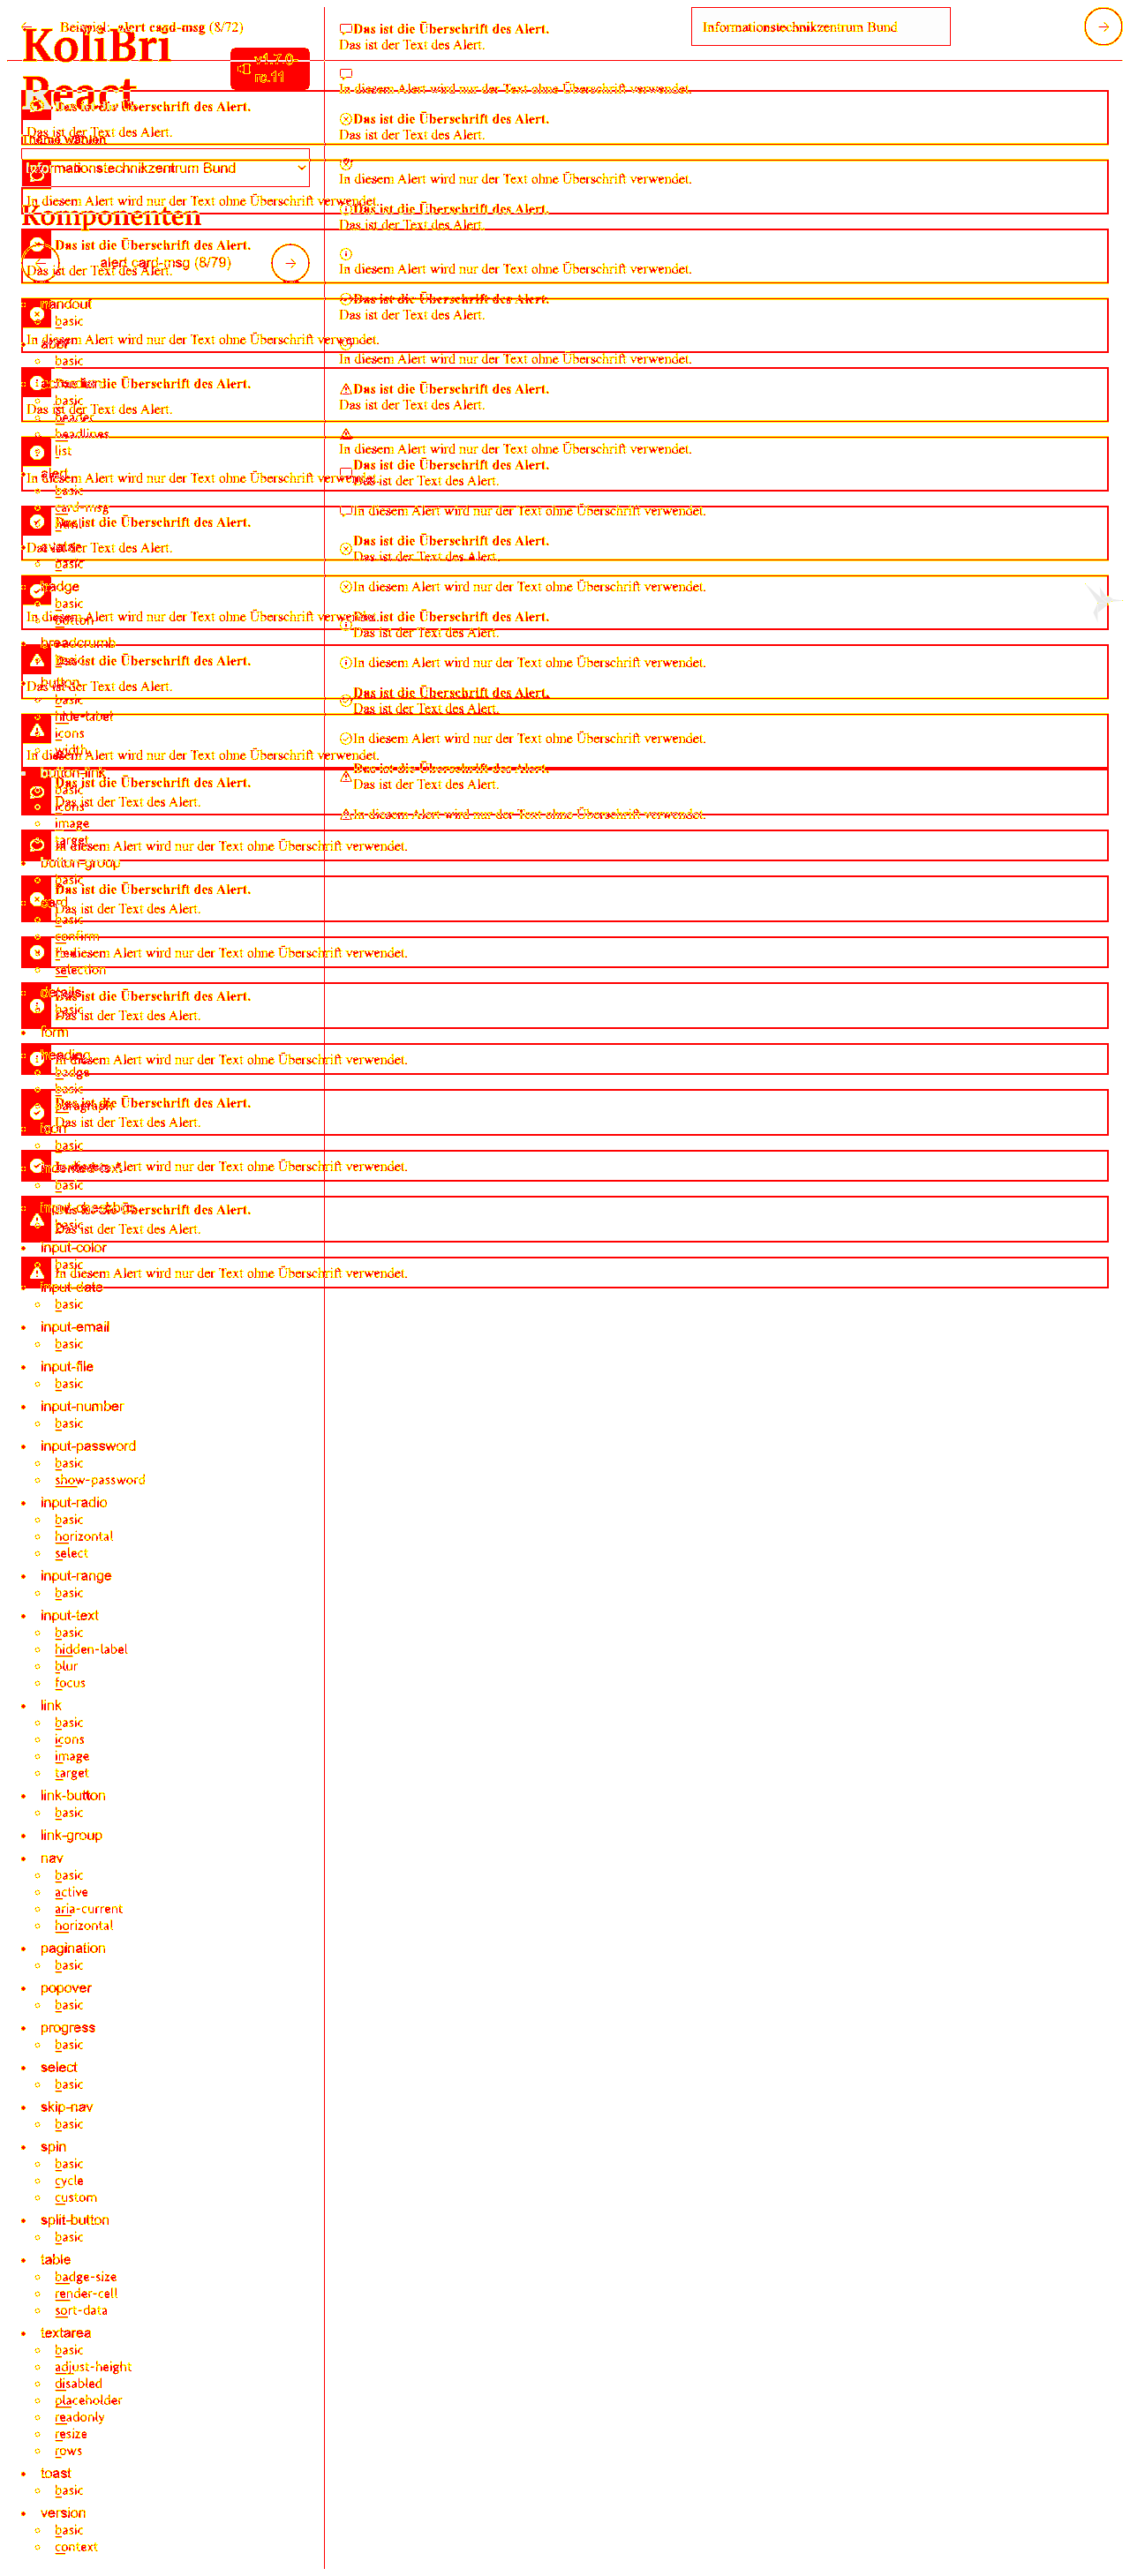 Beispiel: alert card-msg (8/72)
Informationstechnikzentrum Bund
KoliBri
React
v1.7.0-
rc.11
Theme wählen
Informationstechnikzentrum Bund
Komponenten
alert card-msg (8/79)
handout
basic
abbr
basic
basic
header
headlines
list
alert
basic
card-msg
html
avatar
basic
badge
basic
button
breadcrumb
basic
button
basic
hide-label
icons
width
button-link
basic
icons
image
target
button-group
basic
card
basic
confirm
selection
details
basic
form
heading
badge
basic
paragraph
icon
basic
indented-text
basic
input-checkbox
basic
input-color
basic
input-date
basic
input-email
basic
input-file
basic
input-number
basic
input-password
basic
show-password
input-radio
basic
horizontal
select
input-range
basic
input-text
basic
hidden-label
blur
focus
link
basic
icons
image
target
link-button
basic
link-group
nav
basic
active
aria-current
horizontal
pagination
basic
popover
basic
progress
basic
select
basic
skip-nav
basic
spin
basic
cycle
custom
split-button
basic
table
badge-size
render-cell
sort-data
textarea
basic
adjust-height
disabled
placeholder
readonly
resize
rows
toast
basic
version
basic
context
Das ist die Überschrift des Alert.
Das ist der Text des Alert.
In diesem Alert wird nur der Text ohne Überschrift verwendet.
Das ist die Überschrift des Alert.
Das ist der Text des Alert.
In diesem Alert wird nur der Text ohne Überschrift verwendet.
Das ist die Überschrift des Alert.
Das ist der Text des Alert.
In diesem Alert wird nur der Text ohne Überschrift verwendet.
Das ist die Überschrift des Alert.
Das ist der Text des Alert.
In diesem Alert wird nur der Text ohne Überschrift verwendet.
Das ist die Überschrift des Alert.
Das ist der Text des Alert.
In diesem Alert wird nur der Text ohne Überschrift verwendet.
Das ist die Überschrift des Alert.
Das ist der Text des Alert.
In diesem Alert wird nur der Text ohne Überschrift verwendet.
Das ist die Überschrift des Alert.
Das ist der Text des Alert.
In diesem Alert wird nur der Text ohne Überschrift verwendet.
Das ist die Überschrift des Alert.
Das ist der Text des Alert.
In diesem Alert wird nur der Text ohne Überschrift verwendet.
Das ist die Überschrift des Alert.
Das ist der Text des Alert.
In diesem Alert wird nur der Text ohne Überschrift verwendet.
Das ist die Überschrift des Alert.
Das ist der Text des Alert.
In diesem Alert wird nur der Text ohne Überschrift verwendet.
Das ist die Überschrift des Alert.
Das ist der Text des Alert.
In diesem Alert wird nur der Text ohne Überschrift verwendet.
Das ist die Überschrift des Alert.
Das ist der Text des Alert.
In diesem Alert wird nur der Text ohne Überschrift verwendet.
Das ist die Überschrift des Alert.
Das ist der Text des Alert.
In diesem Alert wird nur der Text ohne Überschrift verwendet.
Das ist die Überschrift des Alert.
Das ist der Text des Alert.
In diesem Alert wird nur der Text ohne Überschrift verwendet.
Das ist die Überschrift des Alert.
Das ist der Text des Alert.
In diesem Alert wird nur der Text ohne Überschrift verwendet.
Das ist die Überschrift des Alert.
Das ist der Text des Alert.
In diesem Alert wird nur der Text ohne Überschrift verwendet.
Das ist die Überschrift des Alert.
Das ist der Text des Alert.
In diesem Alert wird nur der Text ohne Überschrift verwendet.
Das ist die Überschrift des Alert.
Das ist der Text des Alert.
In diesem Alert wird nur der Text ohne Überschrift verwendet.
Das ist die Überschrift des Alert.
Das ist der Text des Alert.
In diesem Alert wird nur der Text ohne Überschrift verwendet.
Das ist die Überschrift des Alert.
Das ist der Text des Alert.
In diesem Alert wird nur der Text ohne Überschrift verwendet.